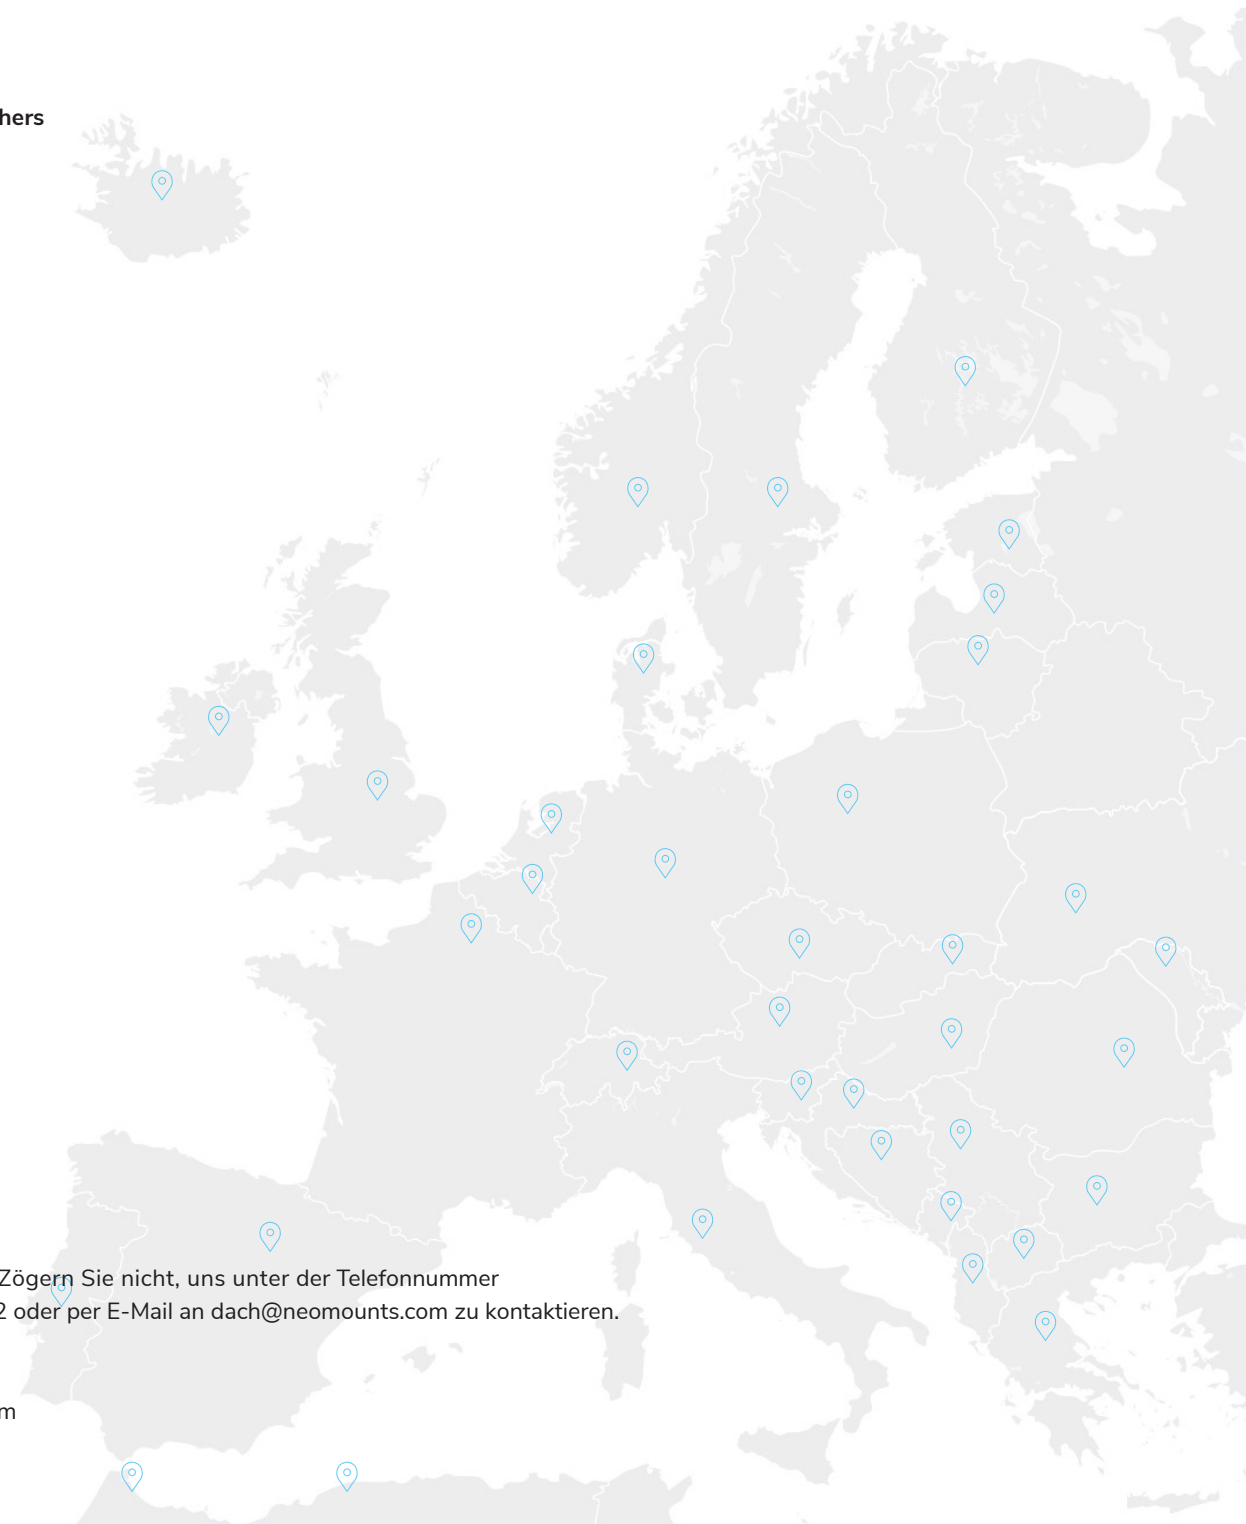 hers
Zögern Sie nicht, uns unter der Telefonnummer
2 oder per E-Mail an dach@neomounts.com zu kontaktieren.
m